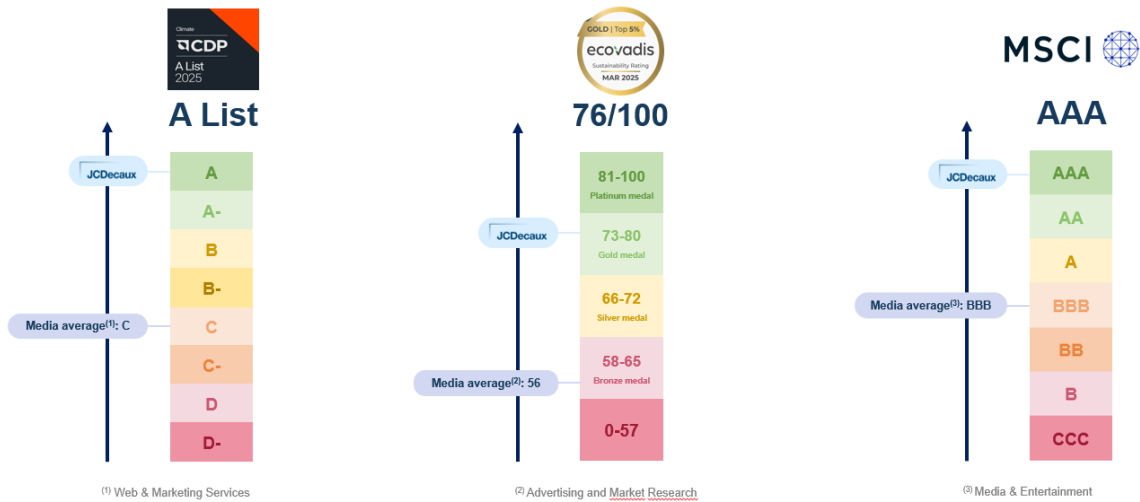 Climate
CDP
A List
2025
A List
JCDecaux
A
A-
B
B-
Media average(1): C
C
C-
D
D-
(1) Web & Marketing Services
GOLD | Top 5%
ecovadis
Sustainability Rating
MAR 2025
76/100
81-100
Platinum medal
JCDecaux
73-80
Gold medal
66-72
Silver medal
58-65
Bronze medal
Media average(2): 56
0-57
(2) Advertising and Market Research
MSCI
AAA
JCDecaux
AAA
AA
A
Media average(3): BBB
BBB
BB
B
CCC
(3) Media & Entertainment